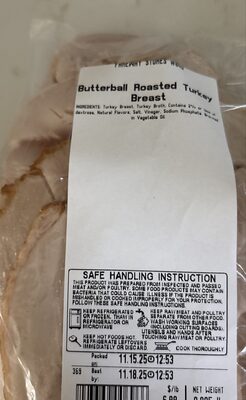 Butterball Roasted Turkey
Breast
INGREDIENTS: Turkey Breast, Turkey Broth, Contains 2% or
dextrose, Natural Flavors, Salt, Vinegar, Sodium Phosphate, Browned
in Vegetable Oil
SAFE HANDLING INSTRUCTION
THIS PRODUCT WAS PREPARED FROM INSPECTED AND PASSED
MEAT AND/OR POULTRY. SOME FOOD PRODUCTS MAY CONTAIN
BACTERIA THAT COULD CAUSE ILLNESS IF THE PRODUCT IS
MISHANDLED OR COOKED IMPROPERLY. FOR YOUR PROTECTION,
FOLLOW THESE SAFE HANDLING INSTRUCTIONS.
KEEP REFRIGERATED
OR FROZEN. THAW IN
REFRIGERATOR OR
MICROWAVE
KEEP RAW MEAT AND POULTRY
SEPARATE FROM OTHER FOOD.
WASH WORKING SURFACES
(INCLUDING CUTTING BOARDS),
UTENSILS AND HANDS AFTER
TOUCHING RAW MEAT OR POULTRY.
KEEP HOT FOODS HOT.
REFRIGERATE LEFTOVERS
IMMEDIATELY OR DISCARD
COOK THOROUGHLY
Packed
on:
11.15.25 12:53
369
Best
by:
11.18.25 12:53
$/lb
NET WEIGHT